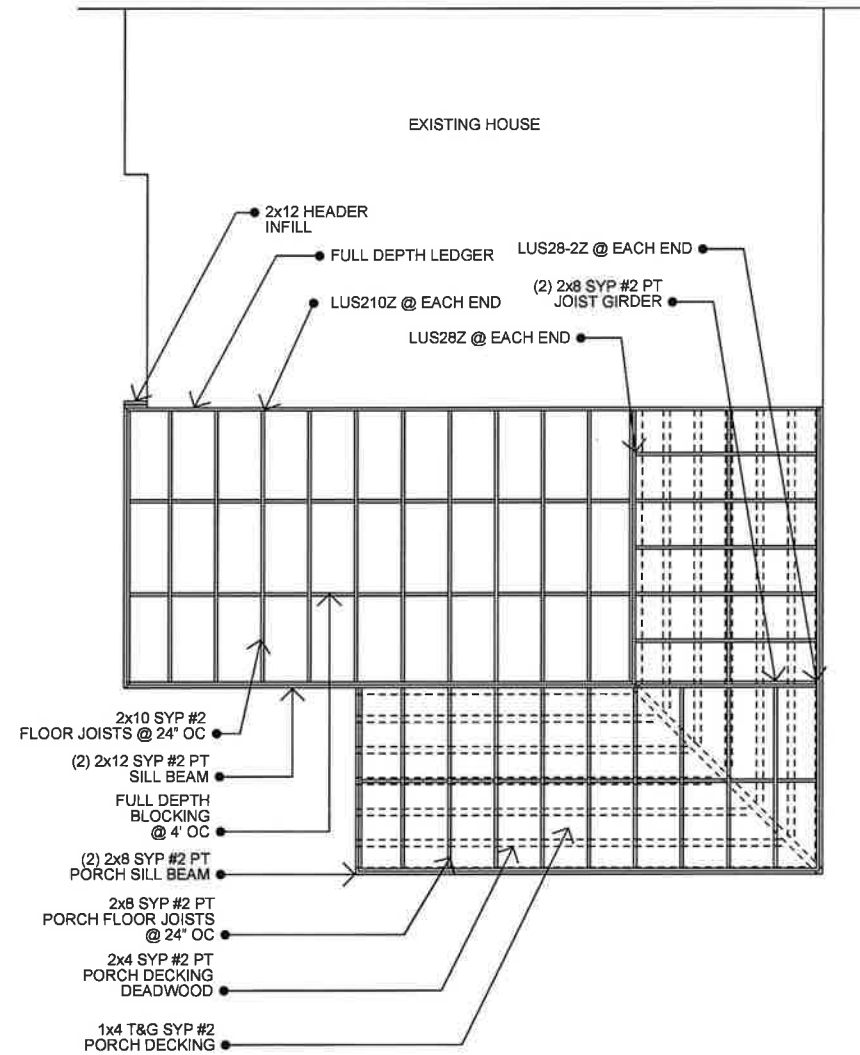 EXISTING HOUSE
2x12 HEADER
INFILL
FULL DEPTH LEDGER
LUS210Z @ EACH END
LUS28-2Z @ EACH END
(2) 2x8 SYP #2 PT
JOIST GIRDER
LUS28Z @ EACH END
2x10 SYP #2
FLOOR JOISTS @ 24" OC
(2) 2x12 SYP #2 PT
SILL BEAM
FULL DEPTH
BLOCKING
@ 4' OC
(2) 2x8 SYP #2 PT
PORCH SILL BEAM
2x8 SYP #2 PT
PORCH FLOOR JOISTS
@ 24" OC
2x4 SYP #2 PT
PORCH DECKING
DEADWOOD
1x4 T&G SYP #2
PORCH DECKING